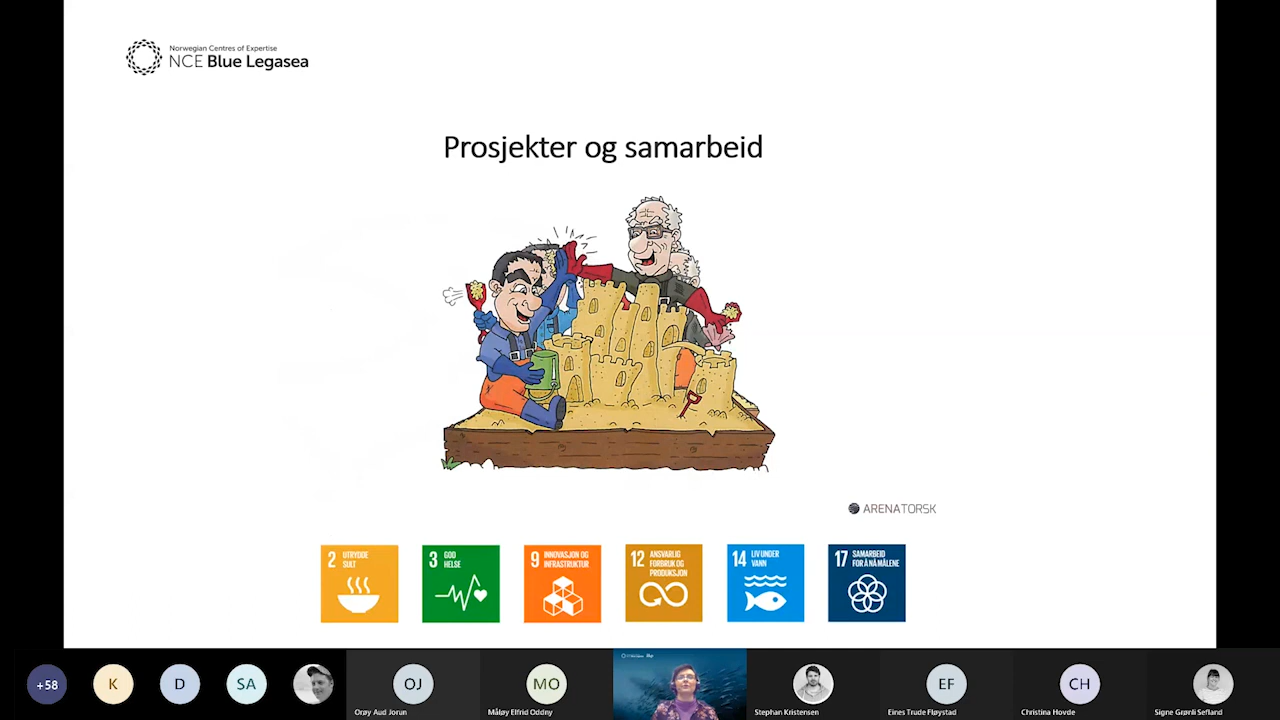 Norwegian Centres of Expertise
NCE Blue Legasea
Prosjekter og samarbeid
ARENATORSK
2 UTRYDDE
SULT
3 GOD
HELSE
9 INNOVASJON OG
INFRASTRUKTUR
12 ANSVARLIG
FORBRUK OG
PRODUKSJON
14 LIV UNDER
VANN
17 SAMARBEID
FOR Å NÅ MÅLENE
+58
K
D
SA
OJ
MO
EF
CH
Orøy Aud Jorun
Måløy Elfrid Oddny
Stephan Kristensen
Eines Trude Fløystad
Christina Hovde
Signe Grønli Sefland